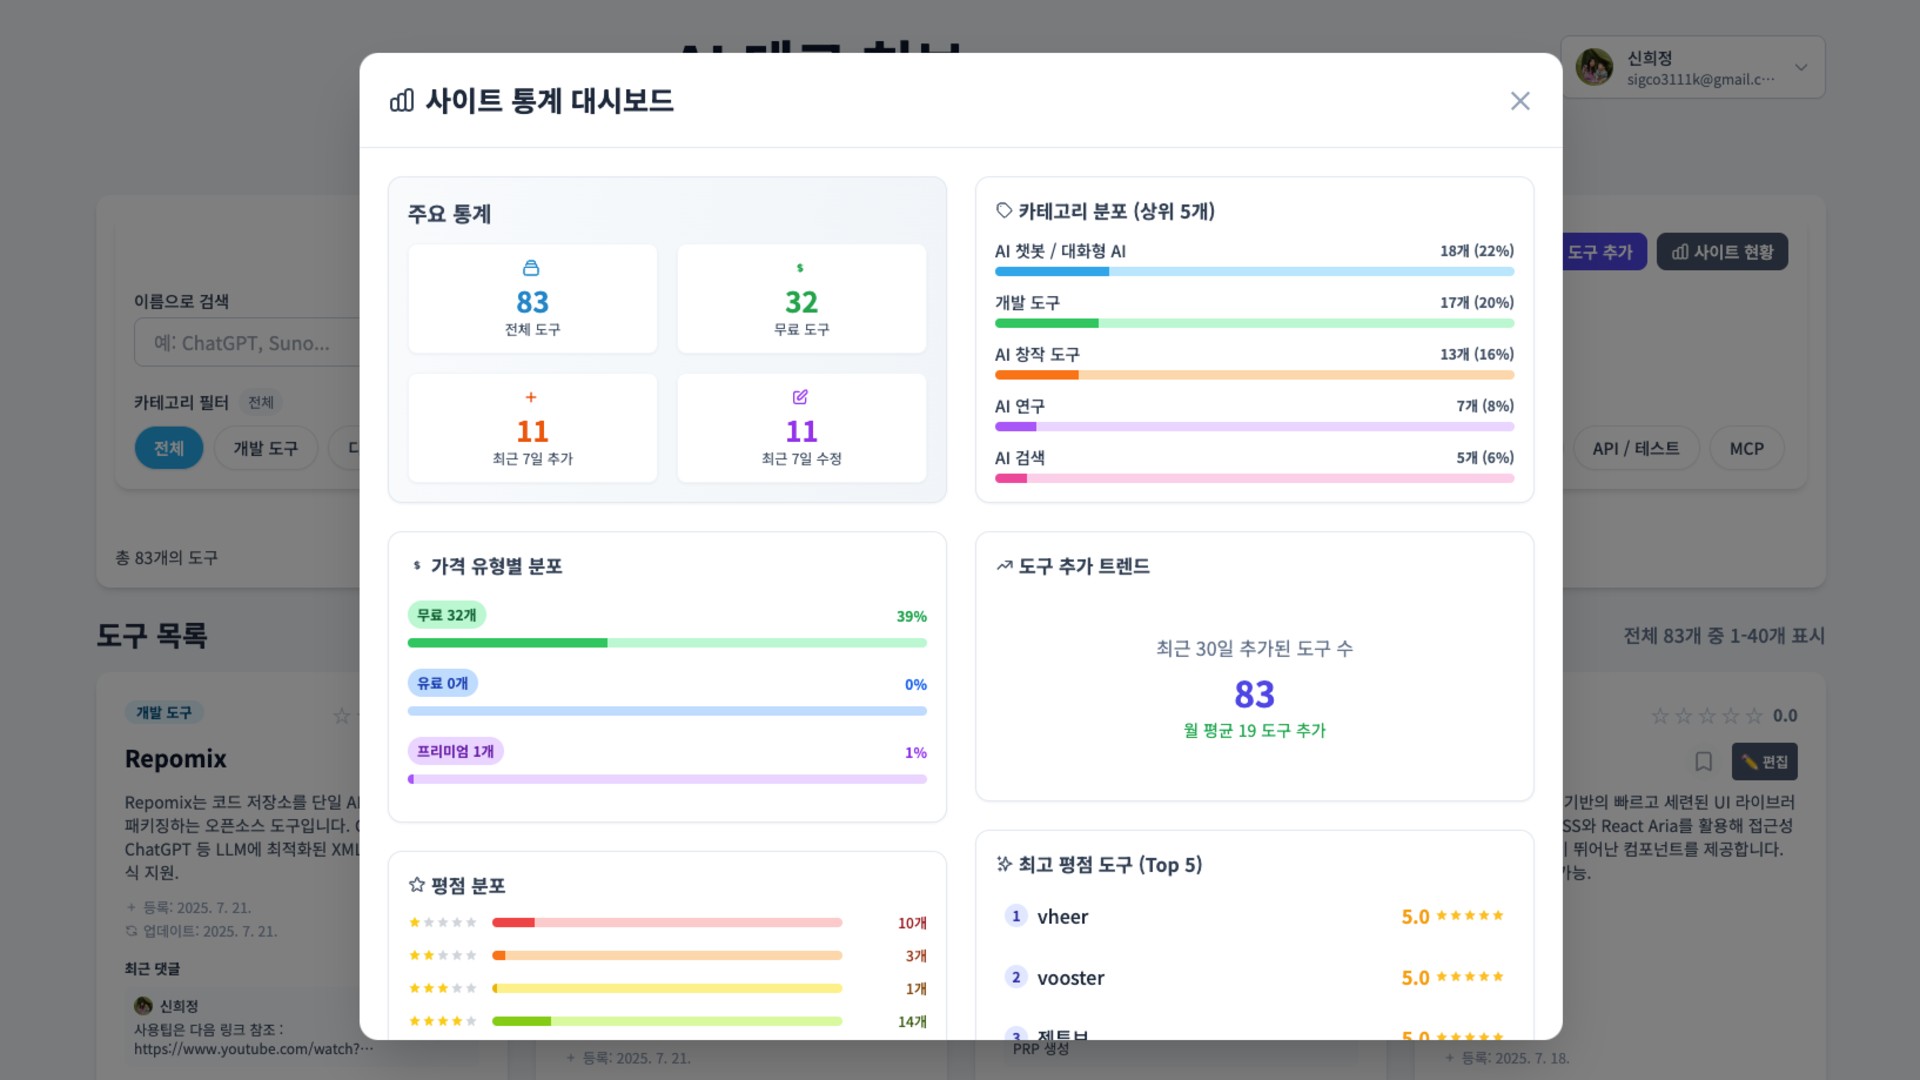 신희정
sigco3111k@gmail.c…
사이트 통계 대시보드
주요 통계
83
전체 도구
32
무료 도구
11
최근 7일 추가
11
최근 7일 수정
카테고리 분포 (상위 5개)
AI 챗봇 / 대화형 AI 18개 (22%)
개발 도구 17개 (20%)
AI 창작 도구 13개 (16%)
AI 연구 7개 (8%)
AI 검색 5개 (6%)
가격 유형별 분포
무료 32개 39%
유료 0개 0%
프리미엄 1개 1%
도구 추가 트렌드
최근 30일 추가된 도구 수
83
월 평균 19 도구 추가
평점 분포
10개
3개
1개
14개
최고 평점 도구 (Top 5)
1 vheer 5.0
2 vooster 5.0
3 젠튜브 5.0
이름으로 검색
예: ChatGPT, Suno...
카테고리 필터 전체
전체 개발 도구
총 83개의 도구
도구 추가 사이트 현황
API / 테스트 MCP
도구 목록
전체 83개 중 1-40개 표시
개발 도구
Repomix
Repomix는 코드 저장소를 단일 AI
패키징하는 오픈소스 도구입니다.
ChatGPT 등 LLM에 최적화된 XML
식 지원.
등록: 2025. 7. 21.
업데이트: 2025. 7. 21.
최근 댓글
신희정
사용팁은 다음 링크 참조 :
https://www.youtube.com/watch?…
등록: 2025. 7. 21.
PRP 생성
0.0
편집
기반의 빠르고 세련된 UI 라이브러
SS와 React Aria를 활용해 접근성
뛰어난 컴포넌트를 제공합니다.
가능.
등록: 2025. 7. 18.